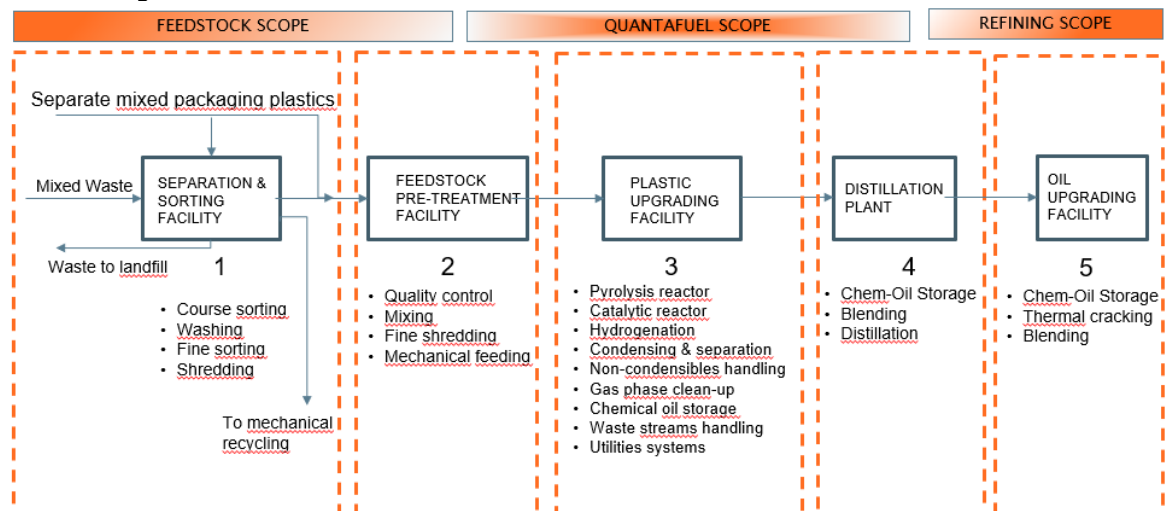 FEEDSTOCK SCOPE
QUANTAFUEL SCOPE
REFINING SCOPE
Separate mixed packaging plastics
Mixed Waste
SEPARATION &
SORTING
FACILITY
Waste to landfill
1
• Course sorting
• Washing
• Fine sorting
• Shredding
To mechanical
recycling
FEEDSTOCK
PRE-TREATMENT
FACILITY
2
• Quality control
• Mixing
• Fine shredding
• Mechanical feeding
PLASTIC
UPGRADING
FACILITY
3
• Pyrolysis reactor
• Catalytic reactor
• Hydrogenation
• Condensing & separation
• Non-condensibles handling
• Gas phase clean-up
• Chemical oil storage
• Waste streams handling
• Utilities systems
DISTILLATION
PLANT
4
• Chem-Oil Storage
• Blending
• Distillation
OIL
UPGRADING
FACILITY
5
• Chem-Oil Storage
• Thermal cracking
• Blending